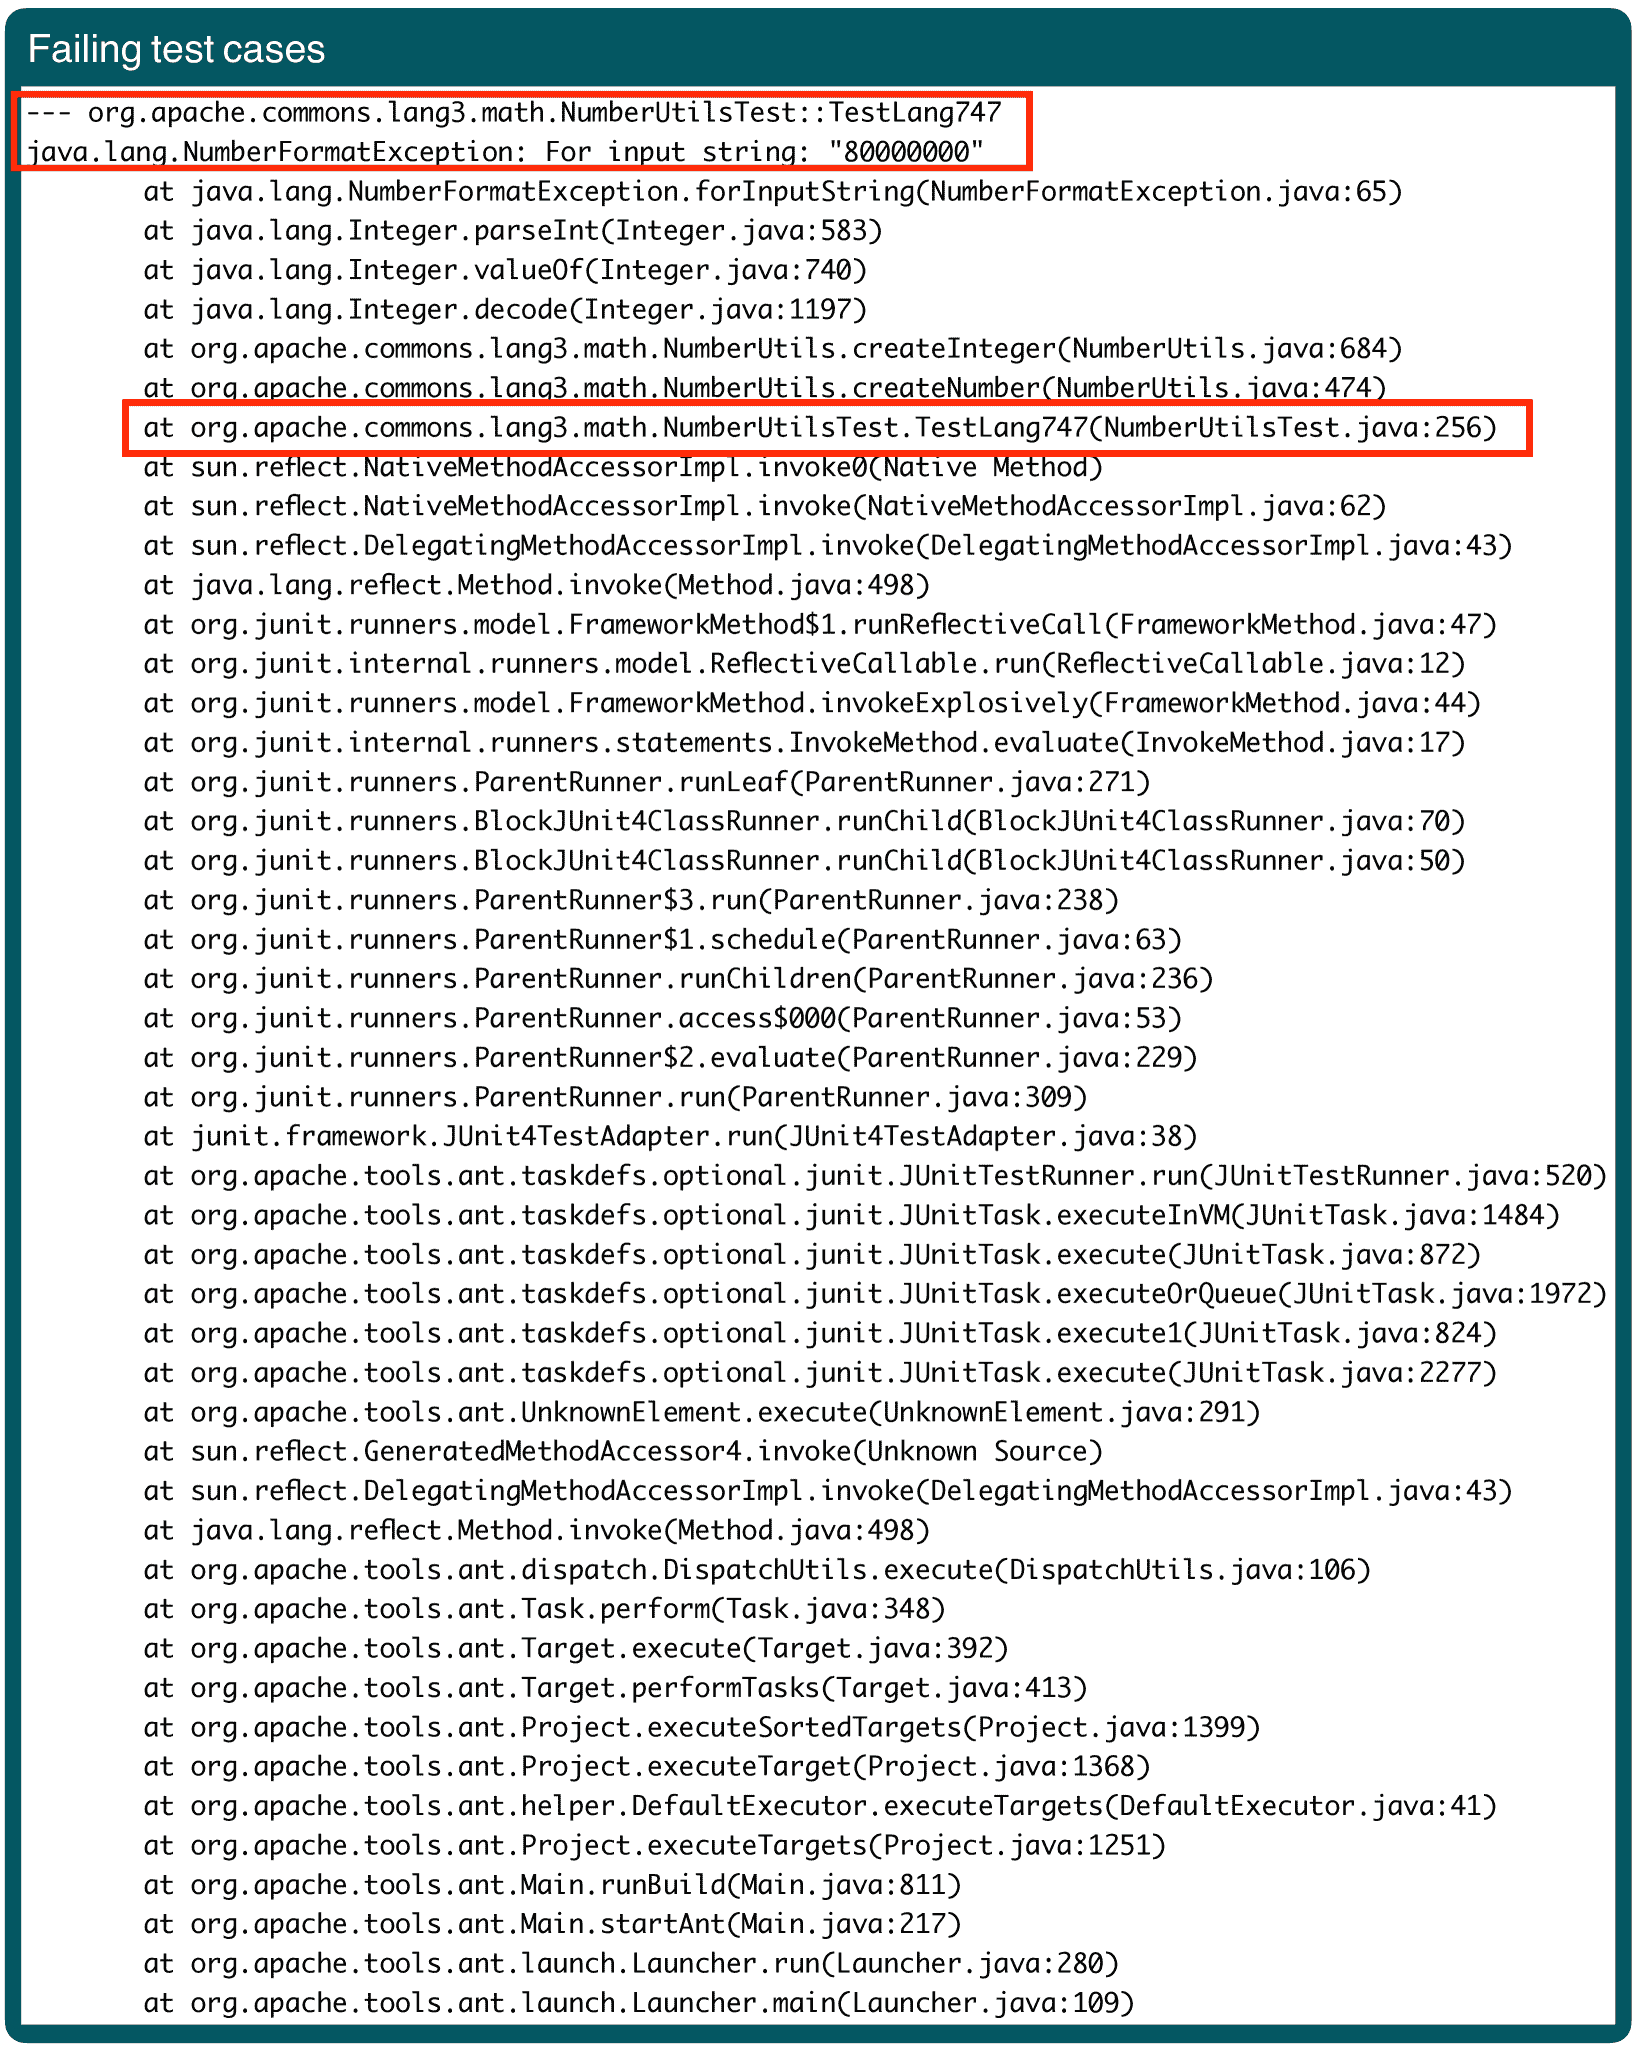 Failing test cases
--- org.apache.commons.lang3.math.NumberUtilsTest::TestLang747
java.lang.NumberFormatException: For input string: "80000000"
at java.lang.NumberFormatException.forInputString(NumberFormatException.java:65)
at java.lang.Integer.parseInt(Integer.java:583)
at java.lang.Integer.valueOf(Integer.java:740)
at java.lang.Integer.decode(Integer.java:1197)
at org.apache.commons.lang3.math.NumberUtils.createInteger(NumberUtils.java:684)
at org.apache.commons.lang3.math.NumberUtils.createNumber(NumberUtils.java:474)
at org.apache.commons.lang3.math.NumberUtilsTest.TestLang747(NumberUtilsTest.java:256)
at sun.reflect.NativeMethodAccessorImpl.invoke0(Native Method)
at sun.reflect.NativeMethodAccessorImpl.invoke(NativeMethodAccessorImpl.java:62)
at sun.reflect.DelegatingMethodAccessorImpl.invoke(DelegatingMethodAccessorImpl.java:43)
at java.lang.reflect.Method.invoke(Method.java:498)
at org.junit.runners.model.FrameworkMethod$1.runReflectiveCall(FrameworkMethod.java:47)
at org.junit.internal.runners.model.ReflectiveCallable.run(ReflectiveCallable.java:12)
at org.junit.runners.model.FrameworkMethod.invokeExplosively(FrameworkMethod.java:44)
at org.junit.internal.runners.statements.InvokeMethod.evaluate(InvokeMethod.java:17)
at org.junit.runners.ParentRunner.runLeaf(ParentRunner.java:271)
at org.junit.runners.BlockJUnit4ClassRunner.runChild(BlockJUnit4ClassRunner.java:70)
at org.junit.runners.BlockJUnit4ClassRunner.runChild(BlockJUnit4ClassRunner.java:50)
at org.junit.runners.ParentRunner$3.run(ParentRunner.java:238)
at org.junit.runners.ParentRunner$1.schedule(ParentRunner.java:63)
at org.junit.runners.ParentRunner.runChildren(ParentRunner.java:236)
at org.junit.runners.ParentRunner.access$000(ParentRunner.java:53)
at org.junit.runners.ParentRunner$2.evaluate(ParentRunner.java:229)
at org.junit.runners.ParentRunner.run(ParentRunner.java:309)
at junit.framework.JUnit4TestAdapter.run(JUnit4TestAdapter.java:38)
at org.apache.tools.ant.taskdefs.optional.junit.JUnitTestRunner.run(JUnitTestRunner.java:520)
at org.apache.tools.ant.taskdefs.optional.junit.JUnitTask.executeInVM(JUnitTask.java:1484)
at org.apache.tools.ant.taskdefs.optional.junit.JUnitTask.execute(JUnitTask.java:872)
at org.apache.tools.ant.taskdefs.optional.junit.JUnitTask.executeOrQueue(JUnitTask.java:1972)
at org.apache.tools.ant.taskdefs.optional.junit.JUnitTask.execute1(JUnitTask.java:824)
at org.apache.tools.ant.taskdefs.optional.junit.JUnitTask.execute(JUnitTask.java:2277)
at org.apache.tools.ant.UnknownElement.execute(UnknownElement.java:291)
at sun.reflect.GeneratedMethodAccessor4.invoke(Unknown Source)
at sun.reflect.DelegatingMethodAccessorImpl.invoke(DelegatingMethodAccessorImpl.java:43)
at java.lang.reflect.Method.invoke(Method.java:498)
at org.apache.tools.ant.dispatch.DispatchUtils.execute(DispatchUtils.java:106)
at org.apache.tools.ant.Task.perform(Task.java:348)
at org.apache.tools.ant.Target.execute(Target.java:392)
at org.apache.tools.ant.Target.performTasks(Target.java:413)
at org.apache.tools.ant.Project.executeSortedTargets(Project.java:1399)
at org.apache.tools.ant.Project.executeTarget(Project.java:1368)
at org.apache.tools.ant.helper.DefaultExecutor.executeTargets(DefaultExecutor.java:41)
at org.apache.tools.ant.Project.executeTargets(Project.java:1251)
at org.apache.tools.ant.Main.runBuild(Main.java:811)
at org.apache.tools.ant.Main.startAnt(Main.java:217)
at org.apache.tools.ant.launch.Launcher.run(Launcher.java:280)
at org.apache.tools.ant.launch.Launcher.main(Launcher.java:109)